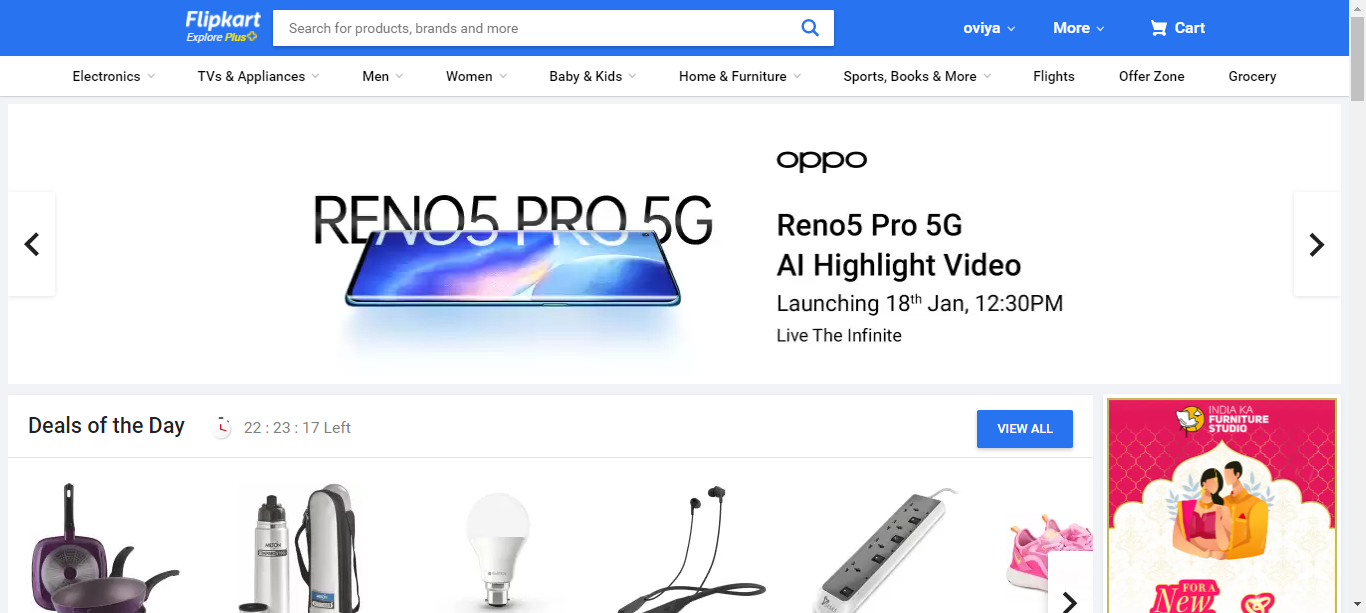 Flipkart
Explore Plus
Search for products, brands and more
oviya
More
Cart
Electronics
TVs & Appliances
Men
Women
Baby & Kids
Home & Furniture
Sports, Books & More
Flights
Offer Zone
Grocery
RENO5 PRO 5G
oppo
Reno5 Pro 5G
AI Highlight Video
Launching 18th Jan, 12:30PM
Live The Infinite
Deals of the Day
22 : 23 : 17 Left
VIEW ALL
INDIA KA
FURNITURE
STUDIO
MILTON
FOR A
New